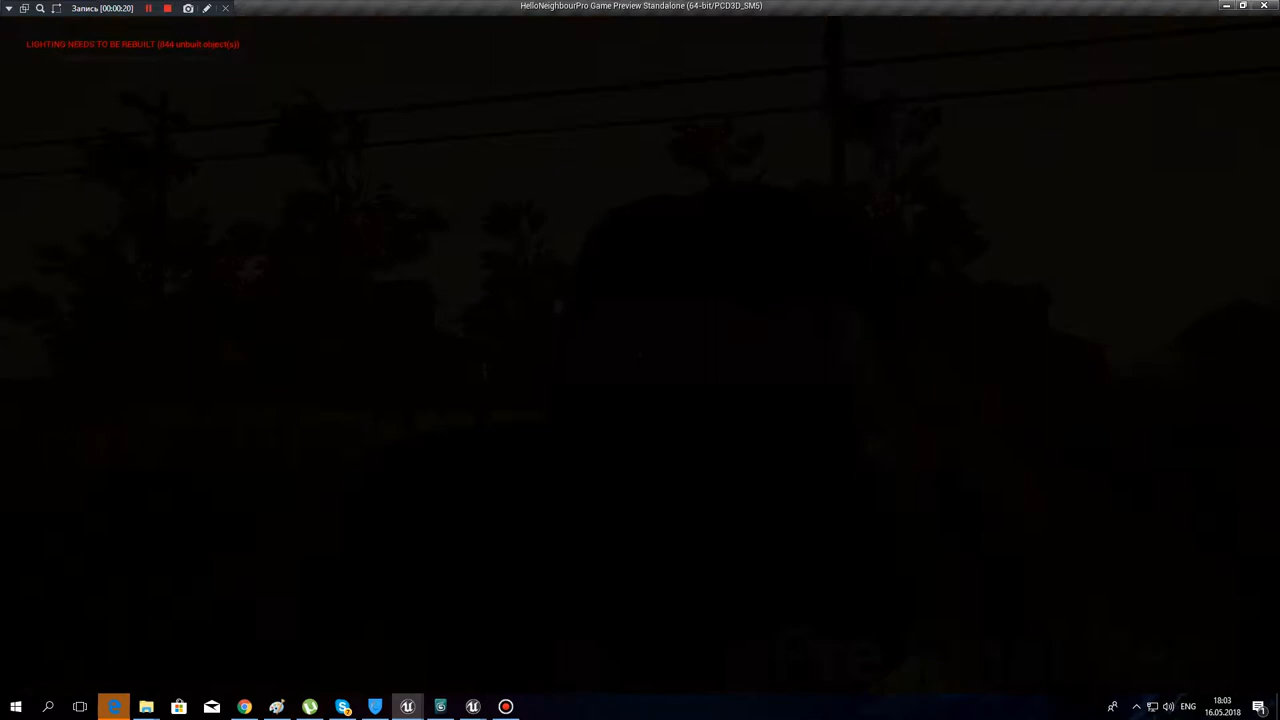 Запись [00:00:20]
HelloNeighbourPro Game Preview Standalone (64-bit/PCD3D_SM5)
LIGHTING NEEDS TO BE REBUILT (844 unbuilt object(s))
18:03
ENG
16.05.2018